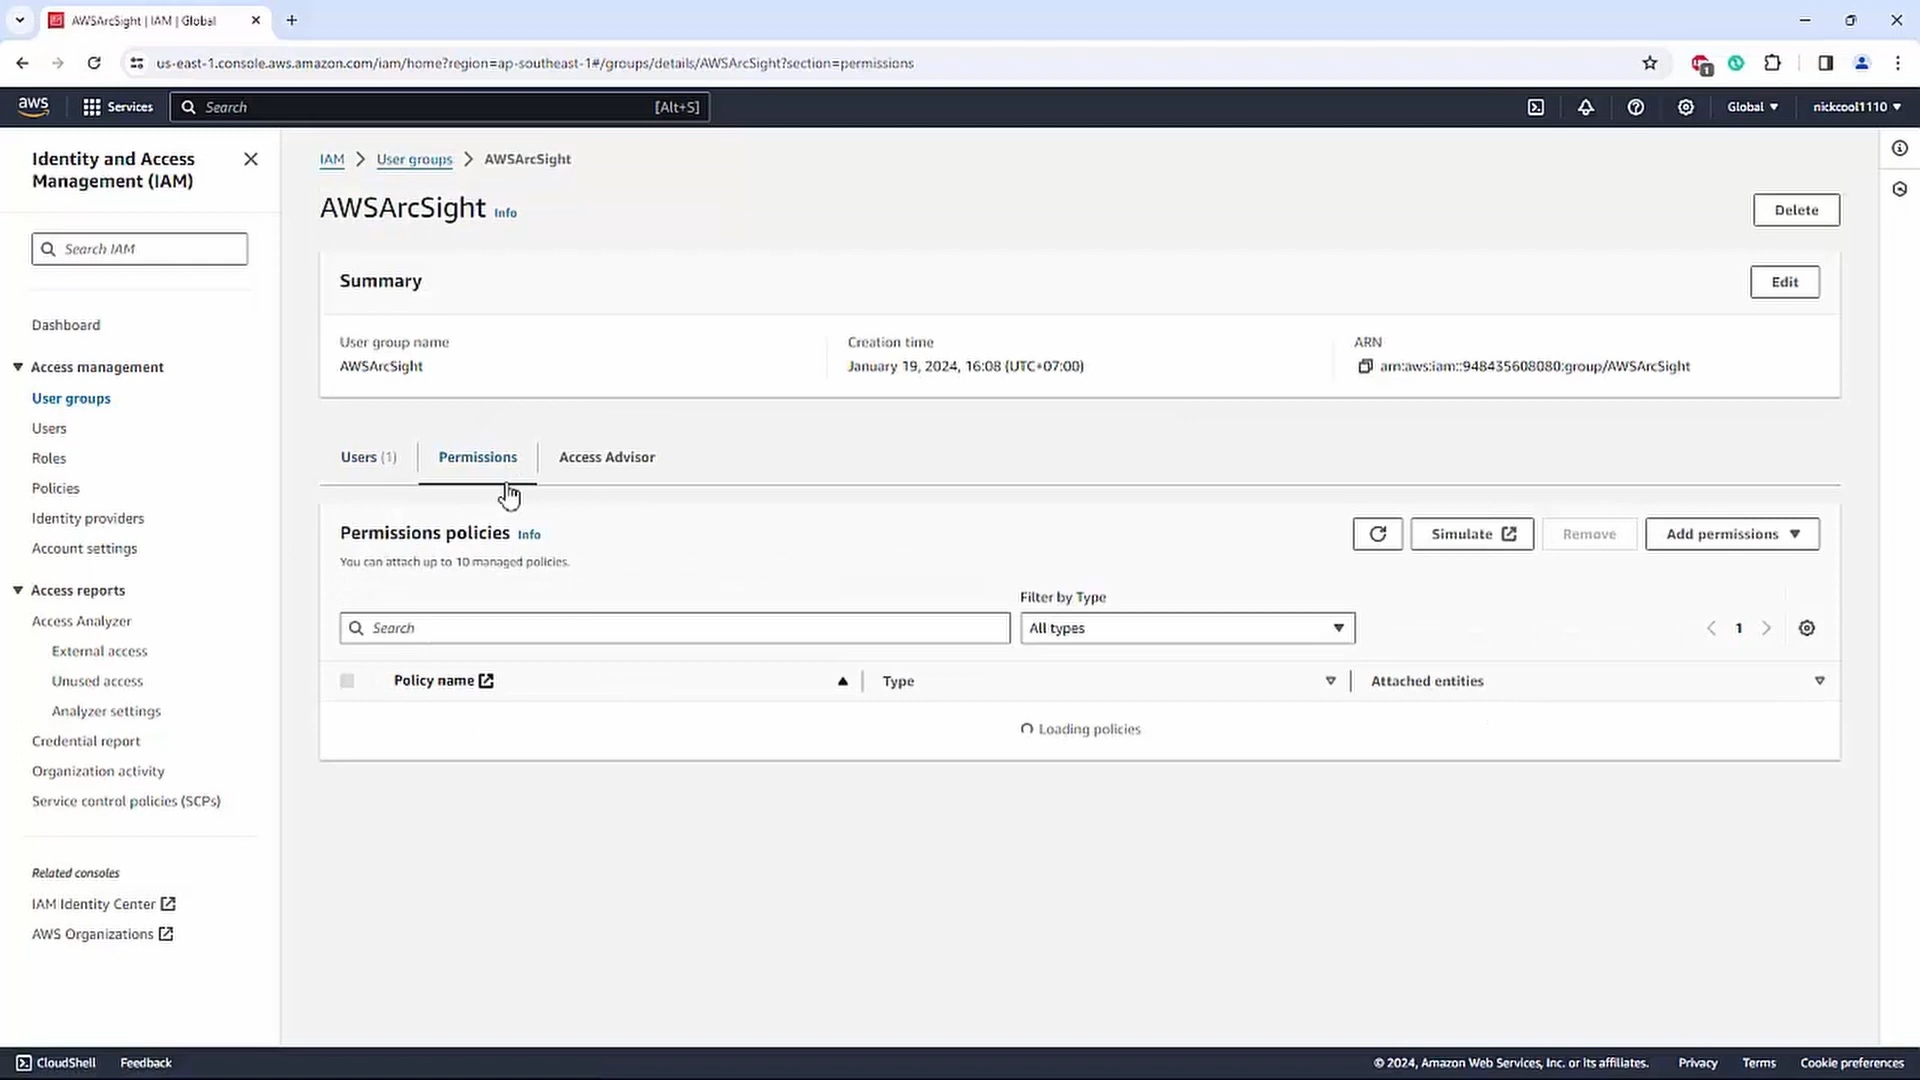 AWSArcSight | IAM | Global
us-east-1.console.aws.amazon.com/iam/home?region=ap-southeast-1#/groups/details/AWSArcSight?section=permissions
aws
Services
Search
[Alt+S]
Global
nickcool1110
Identity and Access Management (IAM)
Search IAM
Dashboard
Access management
User groups
Users
Roles
Policies
Identity providers
Account settings
Access reports
Access Analyzer
External access
Unused access
Analyzer settings
Credential report
Organization activity
Service control policies (SCPs)
Related consoles
IAM Identity Center
AWS Organizations
IAM > User groups > AWSArcSight
AWSArcSight Info
Delete
Summary
Edit
User group name
AWSArcSight
Creation time
January 19, 2024, 16:08 (UTC+07:00)
ARN
arn:aws:iam::948435608080:group/AWSArcSight
Users (1)
Permissions
Access Advisor
Permissions policies Info
You can attach up to 10 managed policies.
Simulate
Remove
Add permissions
Filter by Type
Search
All types
1
Policy name
Type
Attached entities
Loading policies
CloudShell
Feedback
© 2024, Amazon Web Services, Inc. or its affiliates.
Privacy
Terms
Cookie preferences